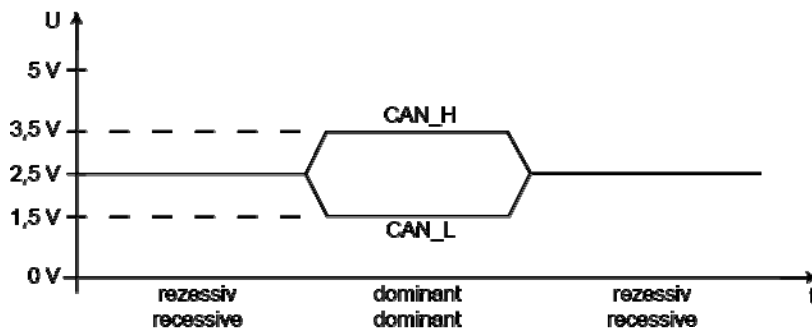 U
5 V
3,5 V
CAN_H
2,5 V
1,5 V
CAN_L
0 V
t
rezessiv dominant rezessiv
recessive dominant recessive